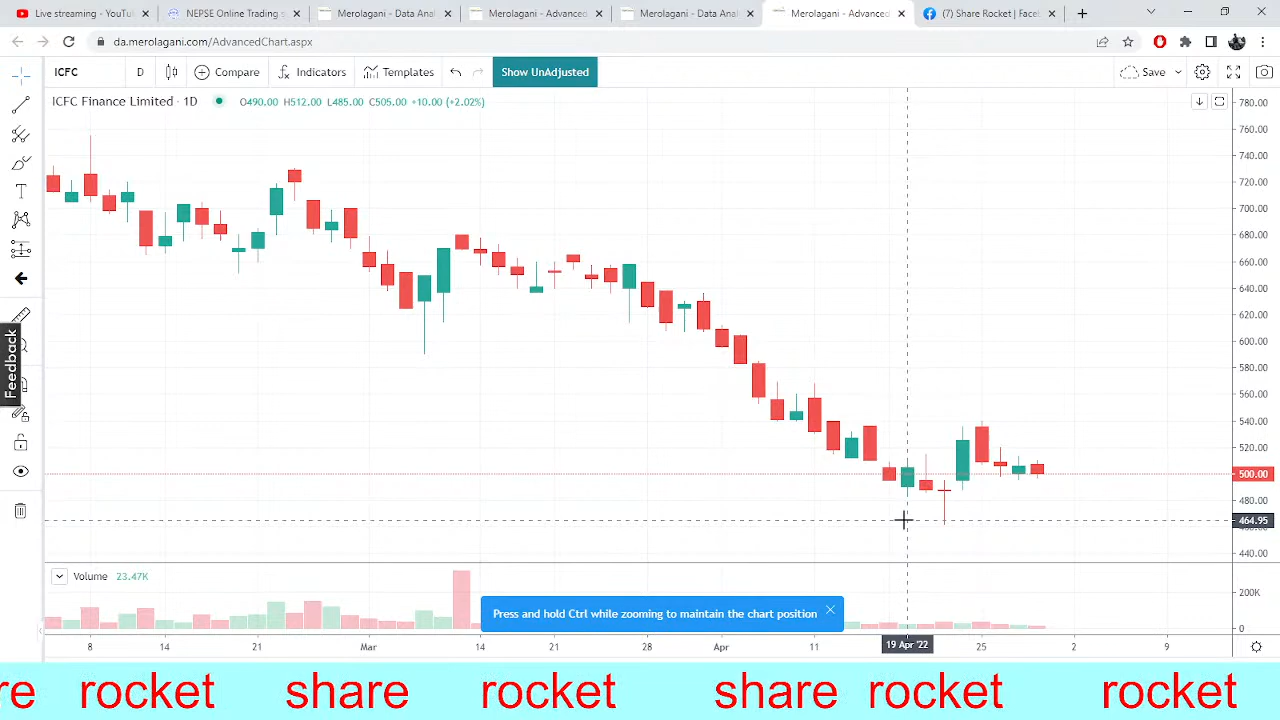 Live streaming - YouTube
NEPSE Online Trading s
Merolagani - Data Anal
Merolagani - Advanced
Merolagani - Data Anal
Merolagani - Advanced
(7) Share Rocket | Face
da.merolagani.com/AdvancedChart.aspx
ICFC D Compare Indicators Templates Show UnAdjusted Save
ICFC Finance Limited · 1D O490.00 H512.00 L485.00 C505.00 +10.00 (+2.02%)
780.00
760.00
740.00
720.00
700.00
680.00
660.00
640.00
620.00
600.00
580.00
560.00
540.00
520.00
500.00
480.00
464.95
440.00
Feedback
Volume 23.47K
200K
0
Press and hold Ctrl while zooming to maintain the chart position
8 14 21 Mar 14 21 28 Apr 11 19 Apr '22 25 2 9
re rocket share rocket share rocket rocket